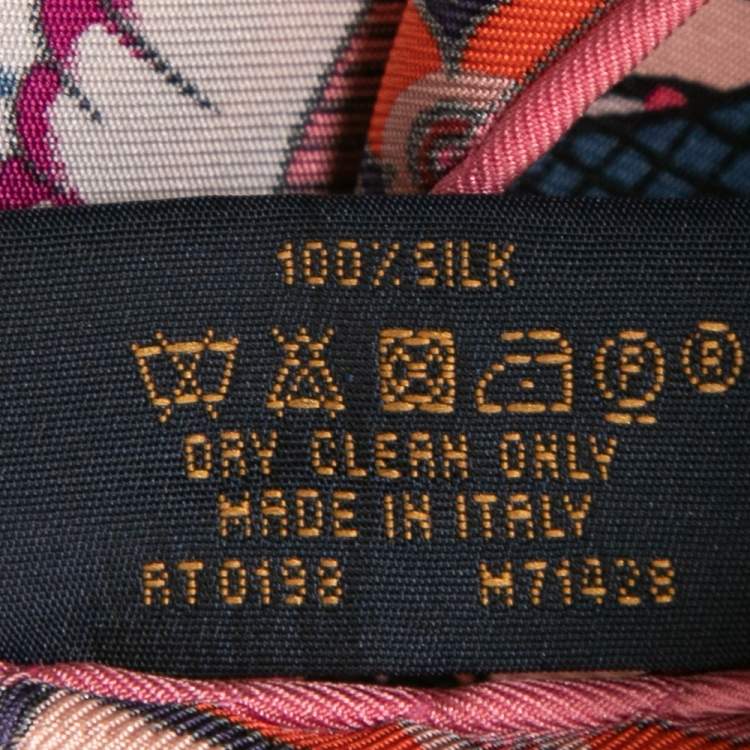 100% SILK
P ®
DRY CLEAN ONLY
MADE IN ITALY
RT0198 M71428